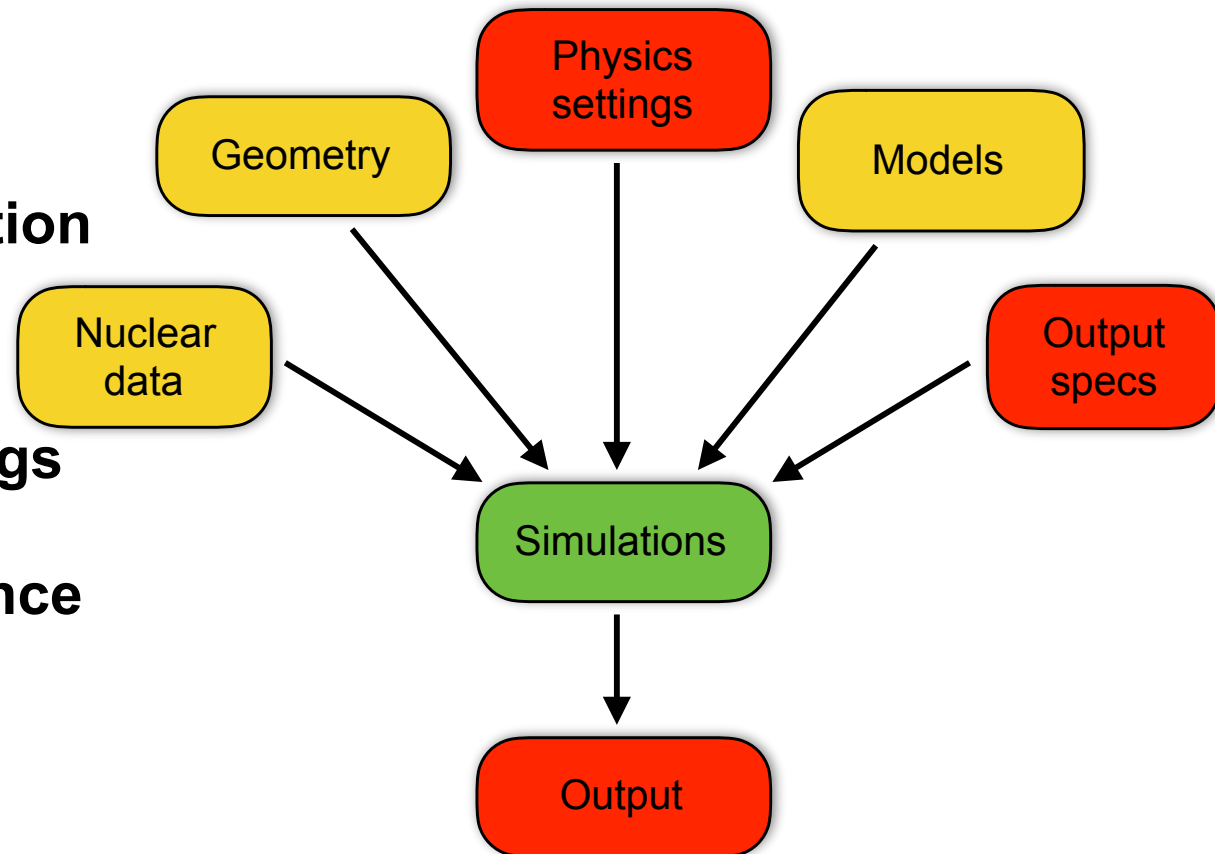 Physics
settings
Geometry
Models
tion
Nuclear
data
Output
specs
gs
Simulations
nce
Output